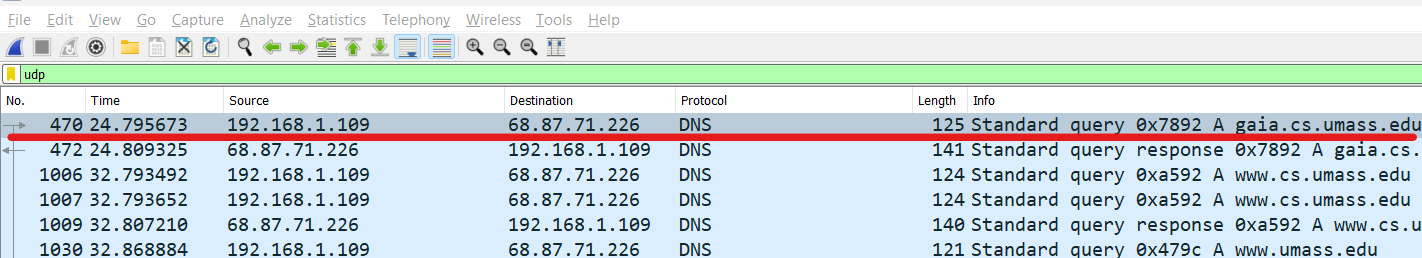 File Edit View Go Capture Analyze Statistics Telephony Wireless Tools Help
udp
No. Time Source Destination Protocol Length Info
470 24.795673 192.168.1.109 68.87.71.226 DNS 125 Standard query 0x7892 A gaia.cs.umass.edu
472 24.809325 68.87.71.226 192.168.1.109 DNS 141 Standard query response 0x7892 A gaia.cs.
1006 32.793492 192.168.1.109 68.87.71.226 DNS 124 Standard query 0xa592 A www.cs.umass.edu
1007 32.793652 192.168.1.109 68.87.71.226 DNS 124 Standard query 0xa592 A www.cs.umass.edu
1009 32.807210 68.87.71.226 192.168.1.109 DNS 140 Standard query response 0xa592 A www.cs.u
1030 32.868884 192.168.1.109 68.87.71.226 DNS 121 Standard query 0x479c A www.umass.edu